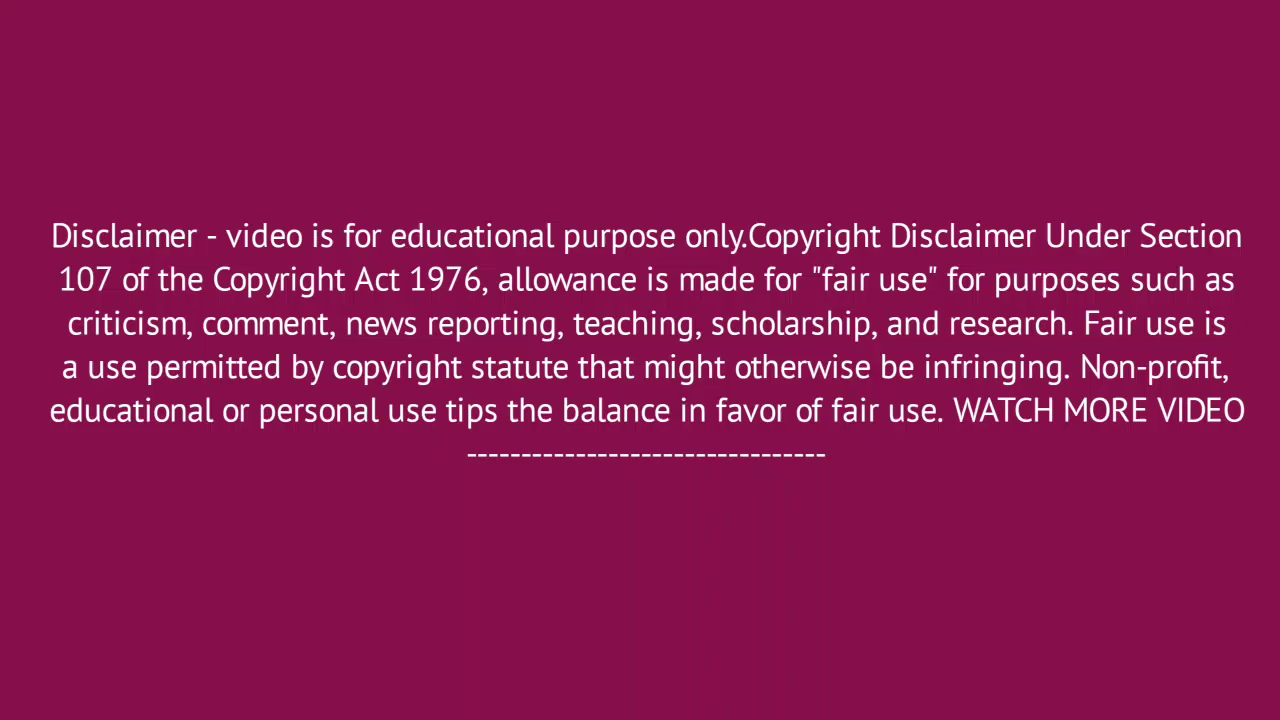 Disclaimer - video is for educational purpose only.Copyright Disclaimer Under Section
107 of the Copyright Act 1976, allowance is made for "fair use" for purposes such as
criticism, comment, news reporting, teaching, scholarship, and research. Fair use is
a use permitted by copyright statute that might otherwise be infringing. Non-profit,
educational or personal use tips the balance in favor of fair use. WATCH MORE VIDEO
---------------------------------